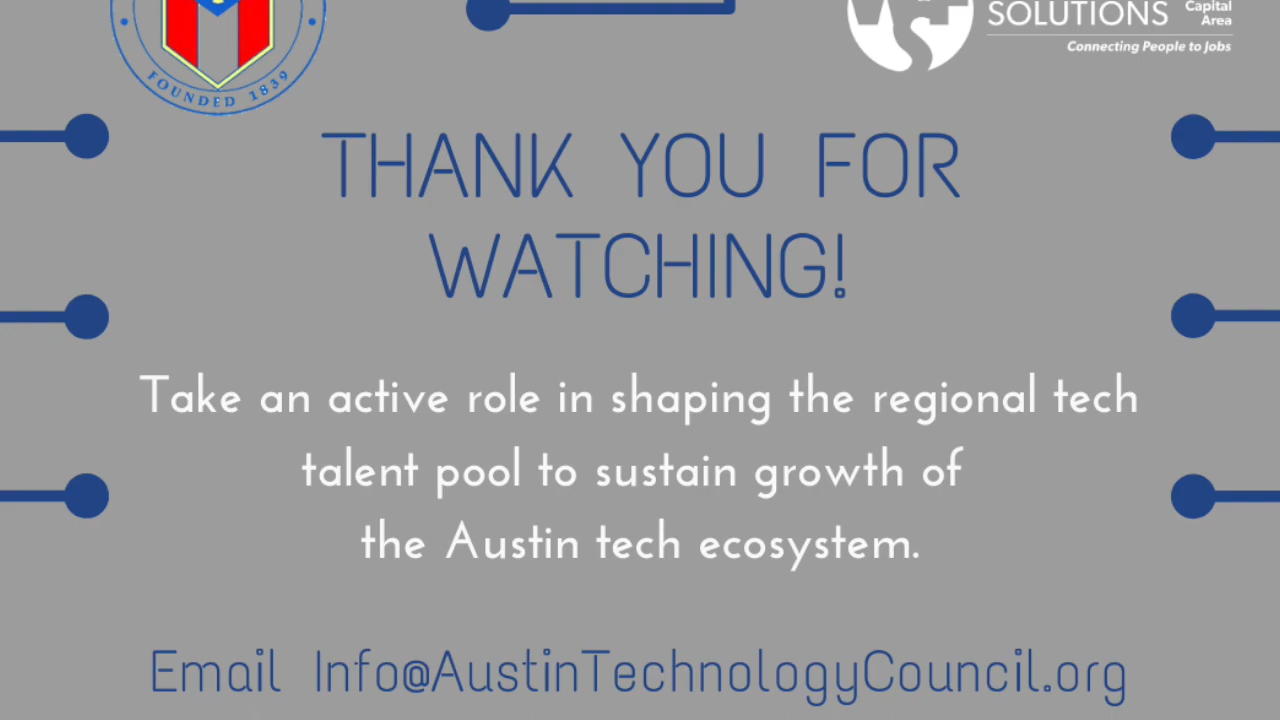 FOUNDED 1839
SOLUTIONS
Capital
Area
Connecting People to Jobs
THANK YOU FOR
WATCHING!
Take an active role in shaping the regional tech
talent pool to sustain growth of
the Austin tech ecosystem.
Email Info@AustinTechnologyCouncil.org